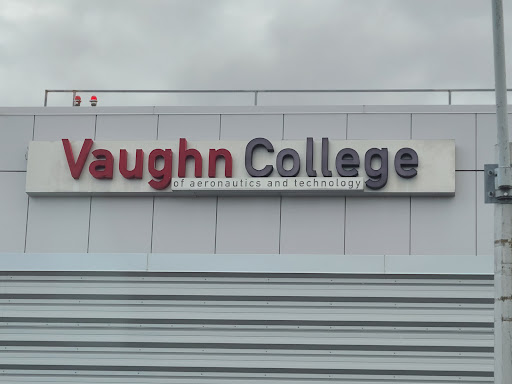 Vaughn College
of aeronautics and technology